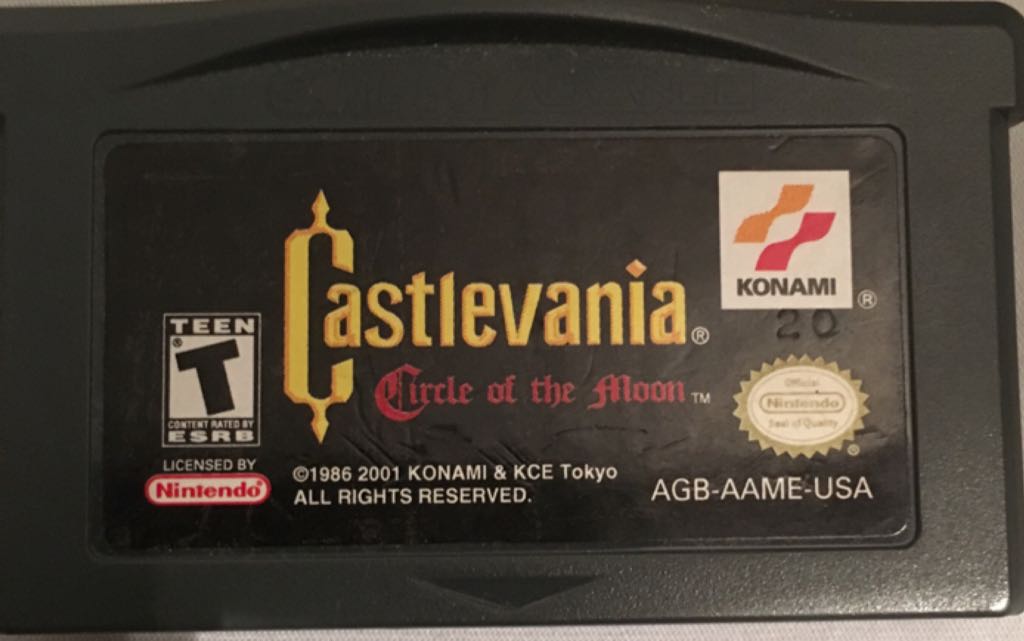 Castlevania®
Circle of the Moon™
KONAMI®
20
TEEN
®
T
CONTENT RATED BY
ESRB
Official
Nintendo
Seal of Quality
®
LICENSED BY
Nintendo®
©1986 2001 KONAMI & KCE Tokyo
ALL RIGHTS RESERVED.
AGB-AAME-USA